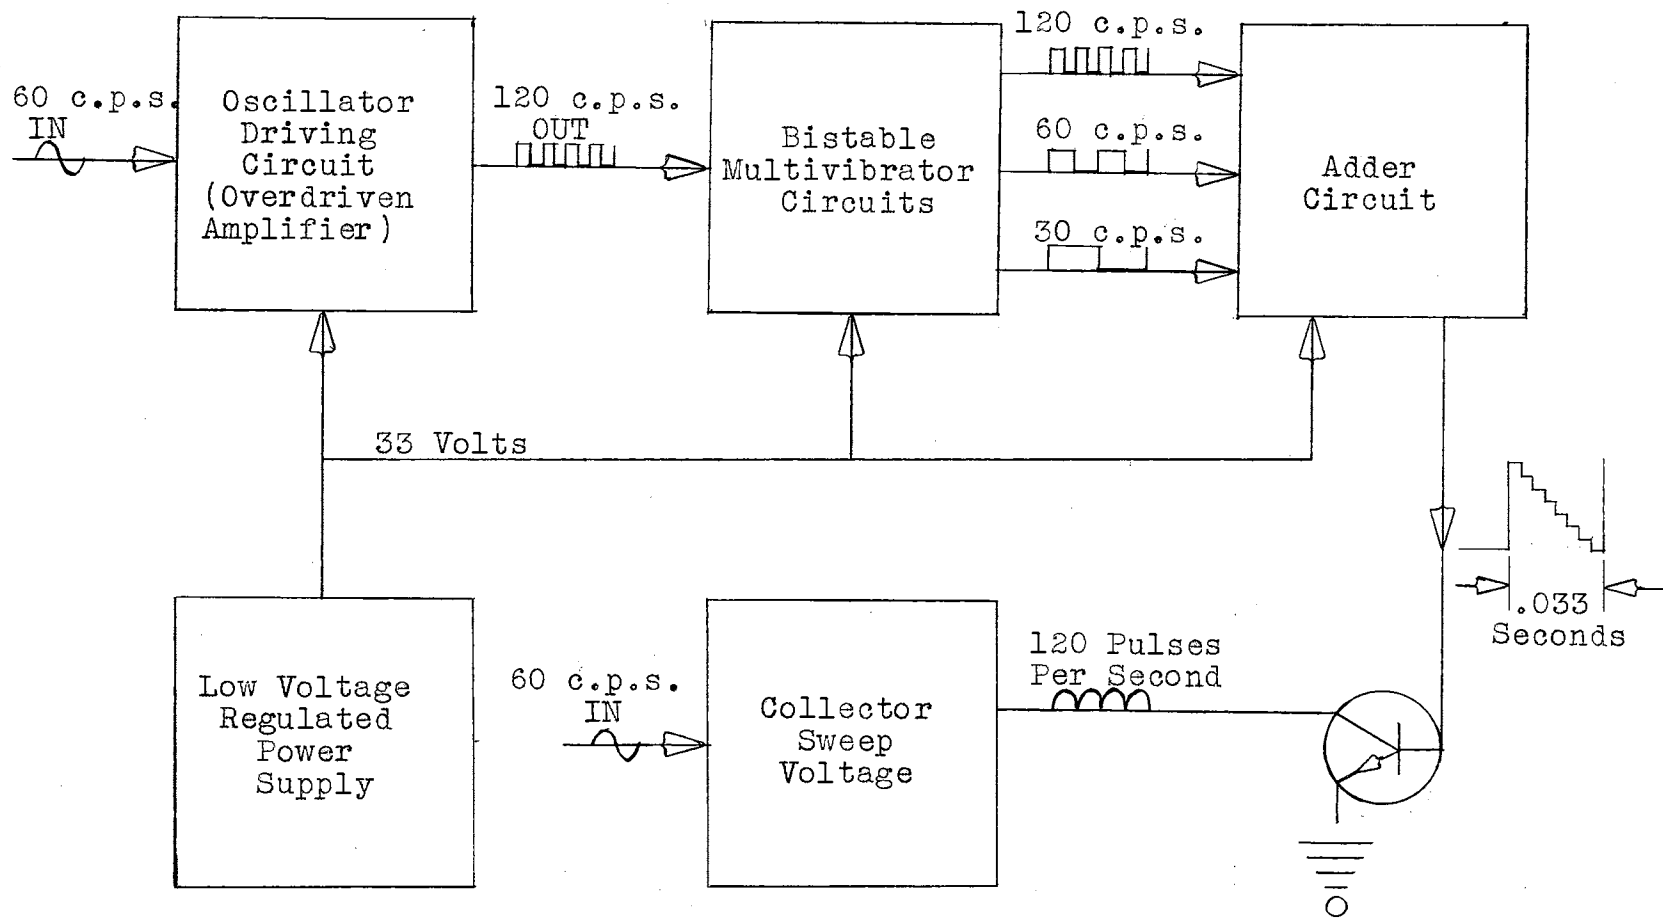 60 c.p.s.
IN
Oscillator
Driving
Circuit
(Overdriven
Amplifier)
120 c.p.s.
OUT
Bistable
Multivibrator
Circuits
120 c.p.s.
60 c.p.s.
30 c.p.s.
Adder
Circuit
33 Volts
.033
Seconds
Low Voltage
Regulated
Power
Supply
60 c.p.s.
IN
Collector
Sweep
Voltage
120 Pulses
Per Second